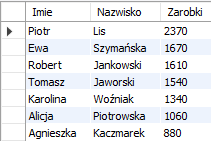 Imie Nazwisko Zarobki
Piotr Lis 2370
Ewa Szymańska 1670
Robert Jankowski 1610
Tomasz Jaworski 1540
Karolina Woźniak 1340
Alicja Piotrowska 1060
Agnieszka Kaczmarek 880